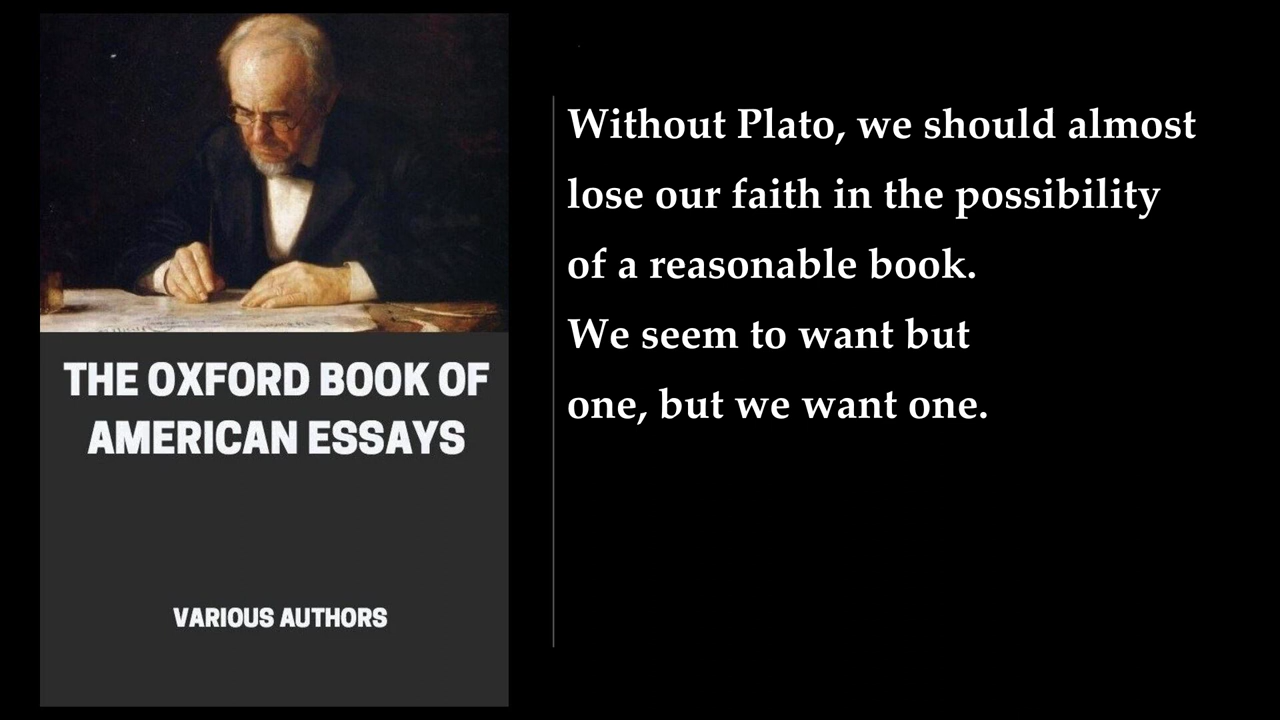 THE OXFORD BOOK OF
AMERICAN ESSAYS
VARIOUS AUTHORS
Without Plato, we should almost
lose our faith in the possibility
of a reasonable book.
We seem to want but
one, but we want one.